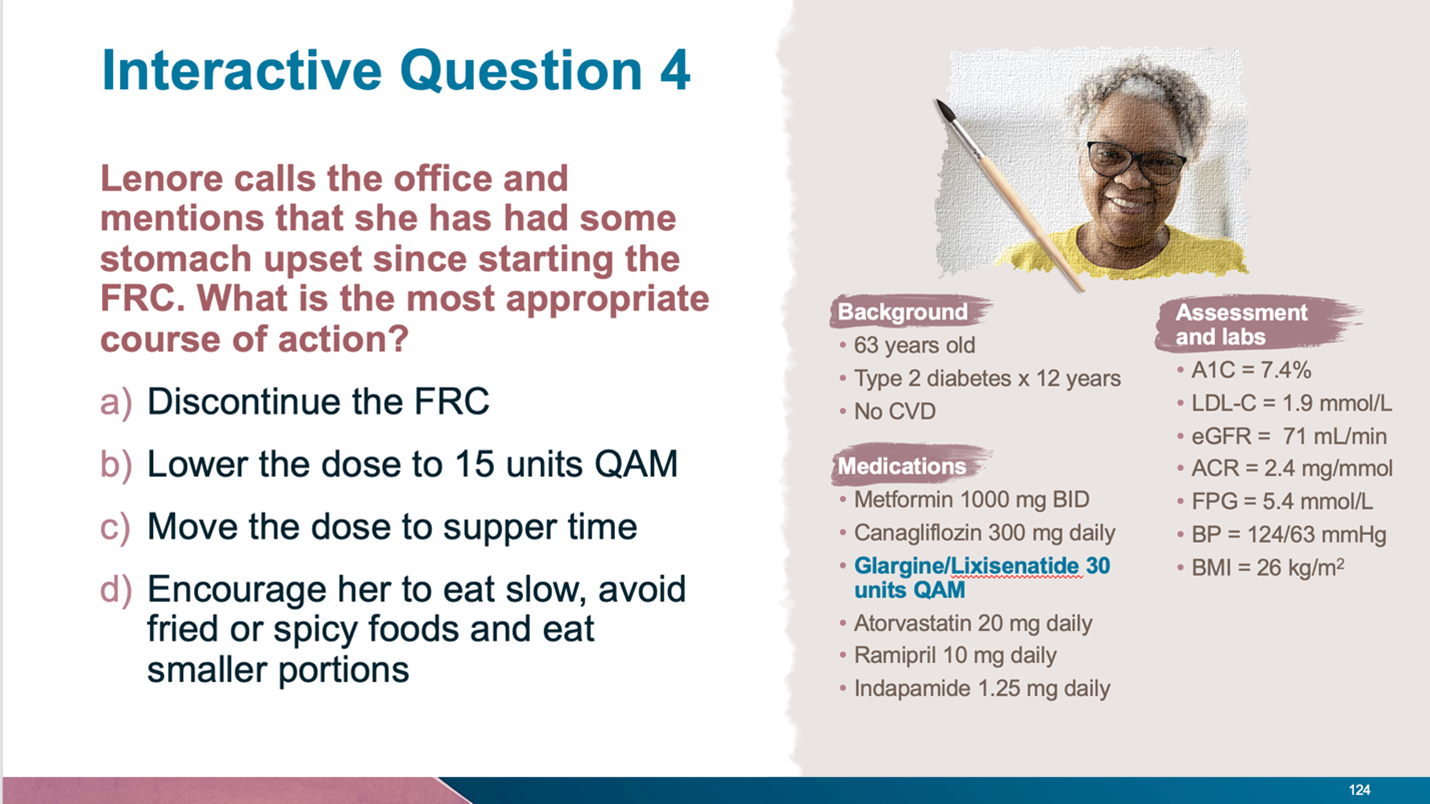 Interactive Question 4
Lenore calls the office and
mentions that she has had some
stomach upset since starting the
FRC. What is the most appropriate
course of action?
a) Discontinue the FRC
b) Lower the dose to 15 units QAM
c) Move the dose to supper time
d) Encourage her to eat slow, avoid
fried or spicy foods and eat
smaller portions
Background
• 63 years old
• Type 2 diabetes x 12 years
• No CVD
Medications
• Metformin 1000 mg BID
• Canagliflozin 300 mg daily
• Glargine/Lixisenatide 30
units QAM
• Atorvastatin 20 mg daily
• Ramipril 10 mg daily
• Indapamide 1.25 mg daily
Assessment
and labs
• A1C = 7.4%
• LDL-C = 1.9 mmol/L
• eGFR = 71 mL/min
• ACR = 2.4 mg/mmol
• FPG = 5.4 mmol/L
• BP = 124/63 mmHg
• BMI = 26 kg/m²
124